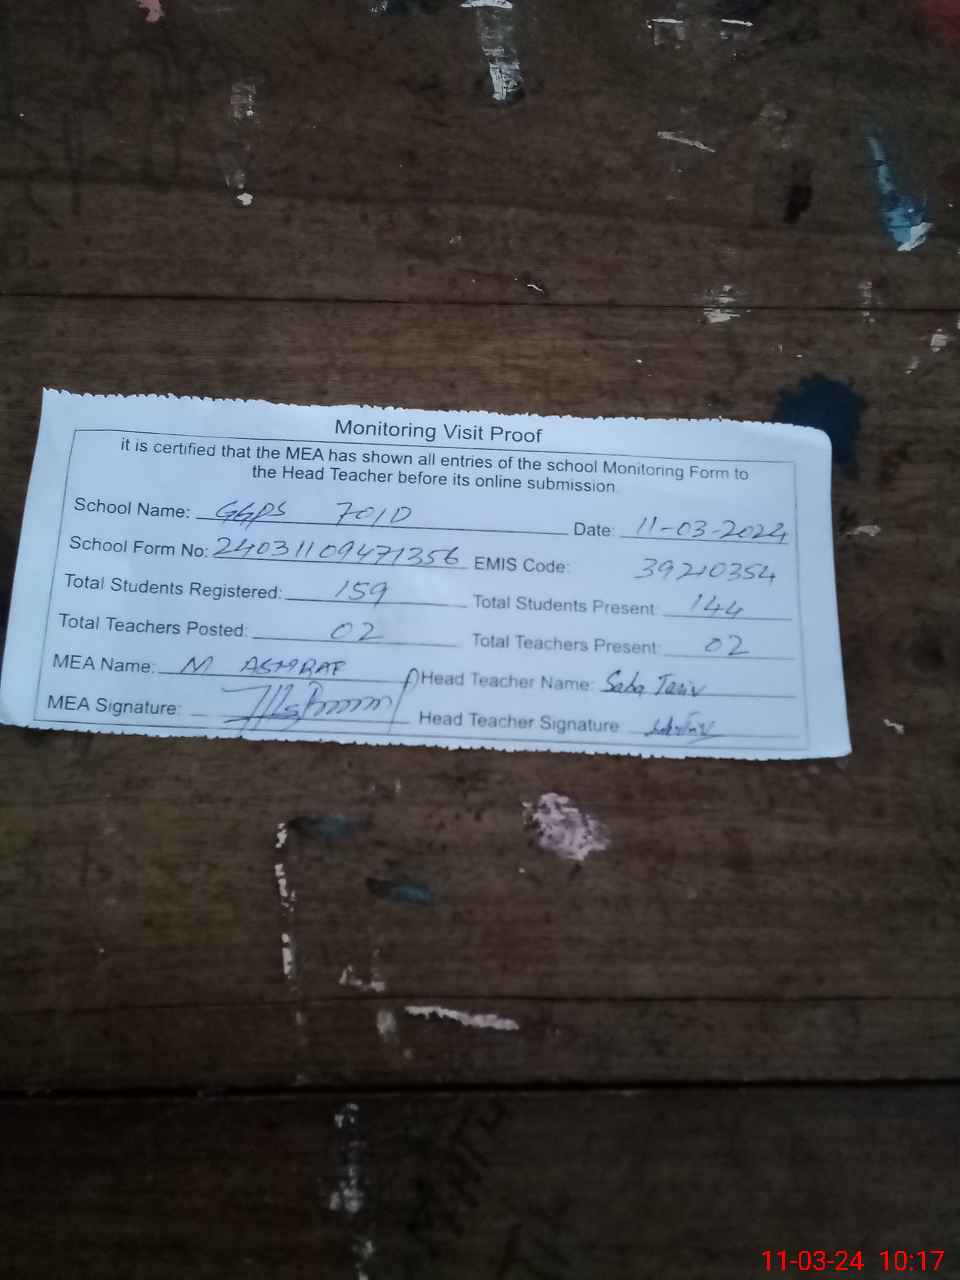 Monitoring Visit Proof
it is certified that the MEA has shown all entries of the school Monitoring Form to
the Head Teacher before its online submission
School Name: GGPS 701D Date: 11-03-2024
School Form No: 24031109471356 EMIS Code: 39210354
Total Students Registered: 159 Total Students Present: 144
Total Teachers Posted: 02 Total Teachers Present: 02
MEA Name: M ASHRAF Head Teacher Name: Saba
MEA Signature: Head Teacher Signature
11-03-24 10:17